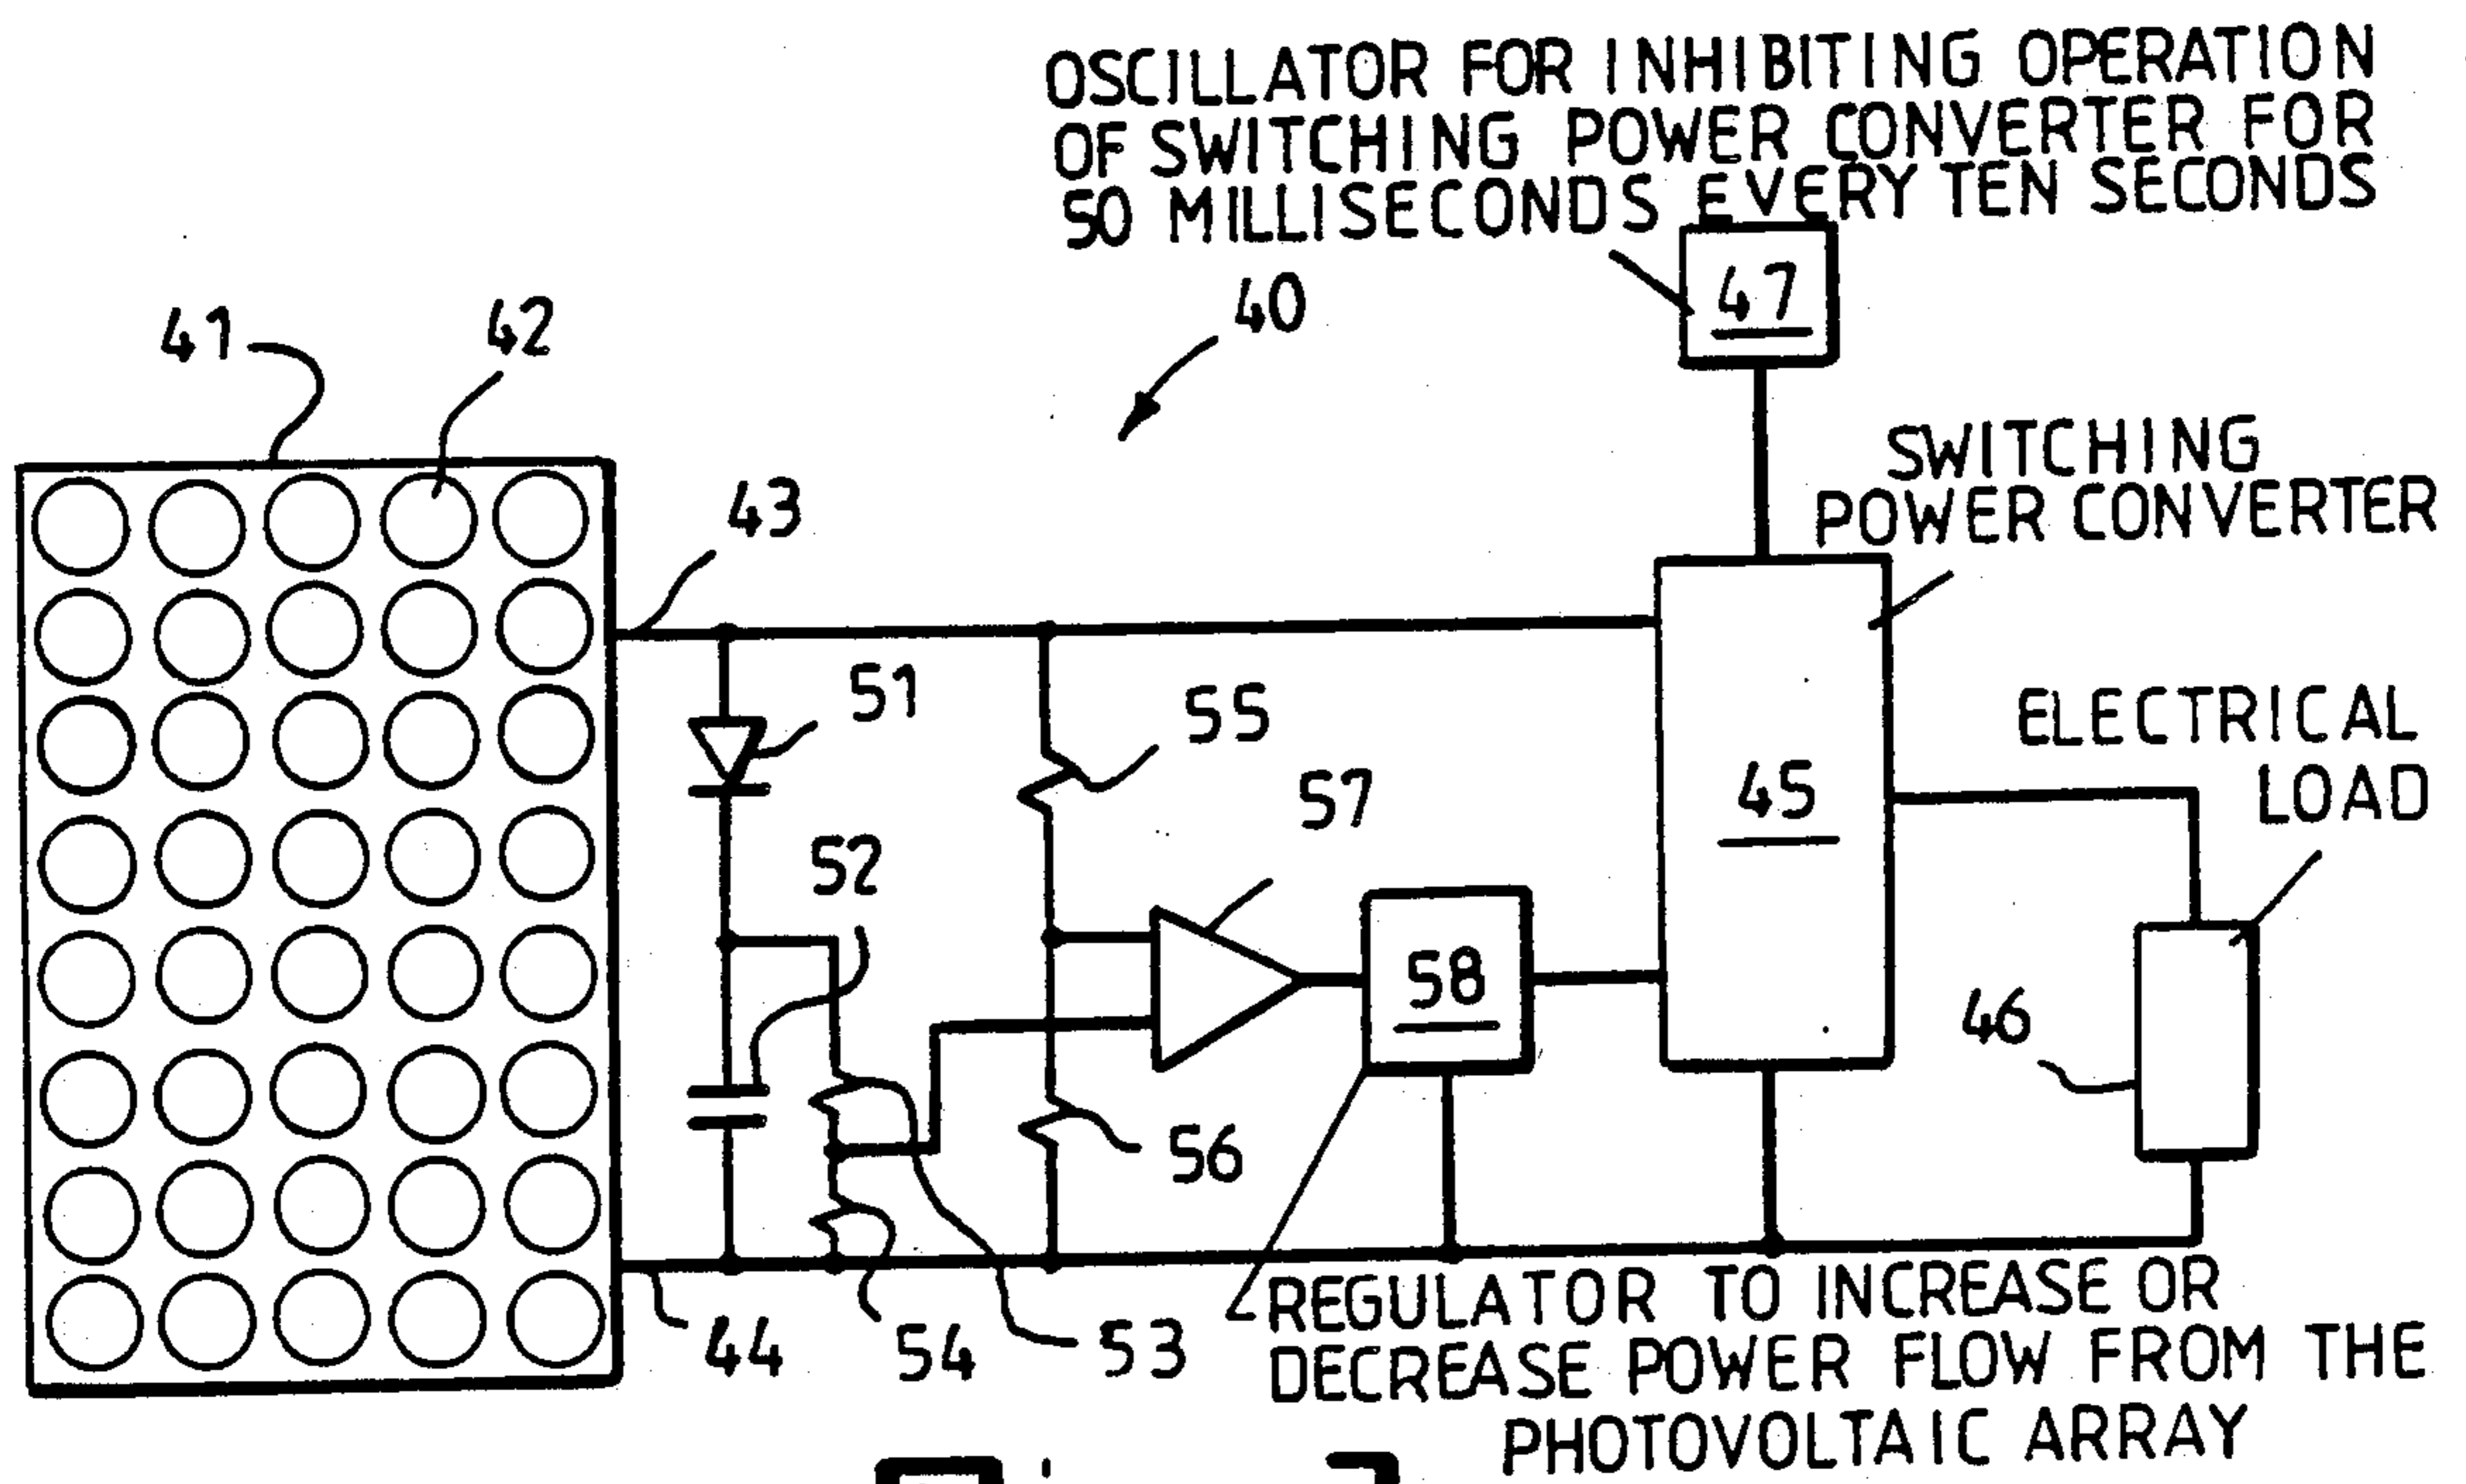 OSCILLATOR FOR INHIBITING OPERATION
OF SWITCHING POWER CONVERTER FOR
50 MILLISECONDS EVERY TEN SECONDS
47
40
41
42
SWITCHING
POWER CONVERTER
43
51
55
ELECTRICAL
LOAD
57
45
52
58
46
56
44
54
53
REGULATOR TO INCREASE OR
DECREASE POWER FLOW FROM THE
PHOTOVOLTAIC ARRAY